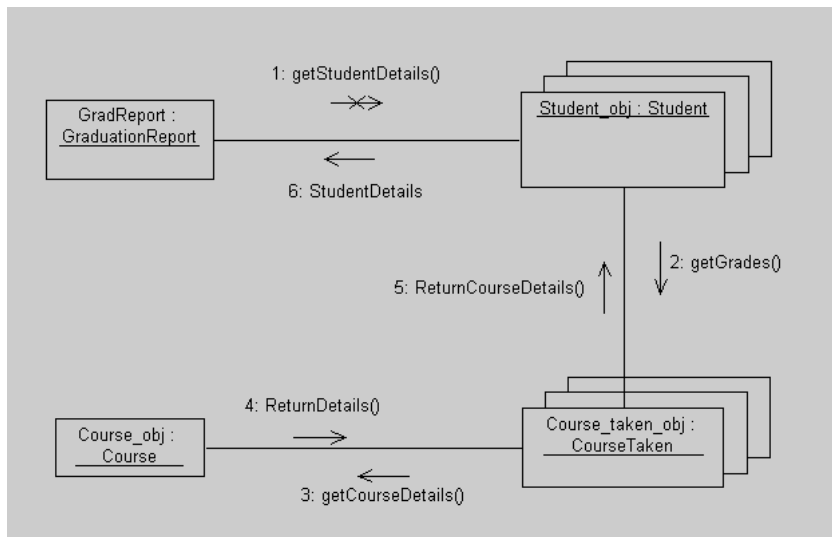 1: getStudentDetails()
GradReport :
GraduationReport
Student_obj : Student
6: StudentDetails
2: getGrades()
5: ReturnCourseDetails()
4: ReturnDetails()
Course_obj :
Course
Course_taken_obj :
CourseTaken
3: getCourseDetails()